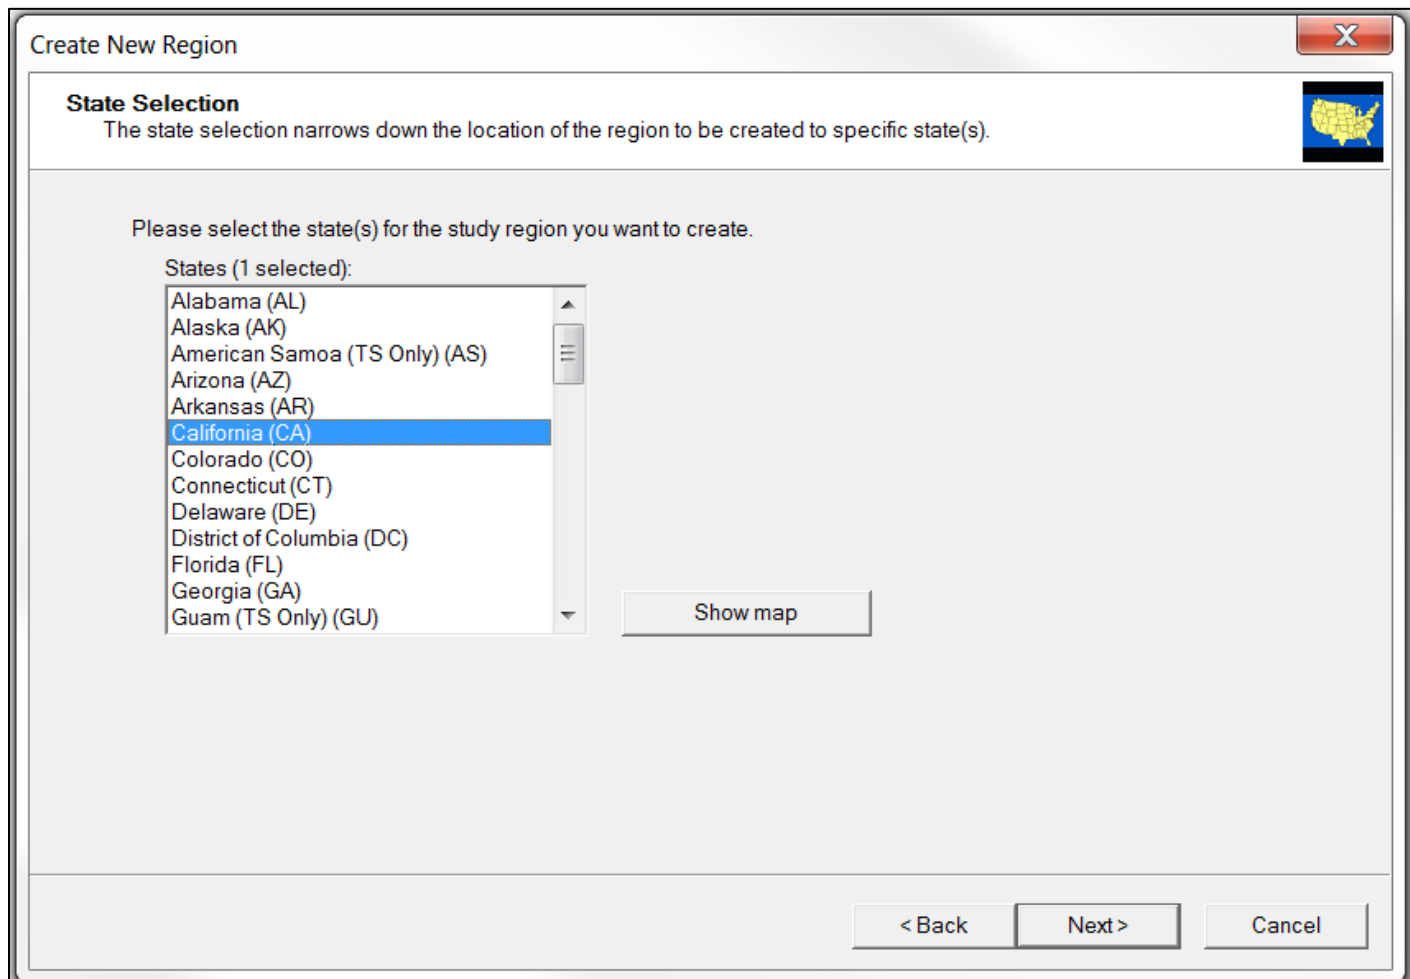 Create New Region
X
State Selection
The state selection narrows down the location of the region to be created to specific state(s).
Please select the state(s) for the study region you want to create.
States (1 selected):
Alabama (AL)
Alaska (AK)
American Samoa (TS Only) (AS)
Arizona (AZ)
Arkansas (AR)
California (CA)
Colorado (CO)
Connecticut (CT)
Delaware (DE)
District of Columbia (DC)
Florida (FL)
Georgia (GA)
Guam (TS Only) (GU)
Show map
< Back
Next >
Cancel